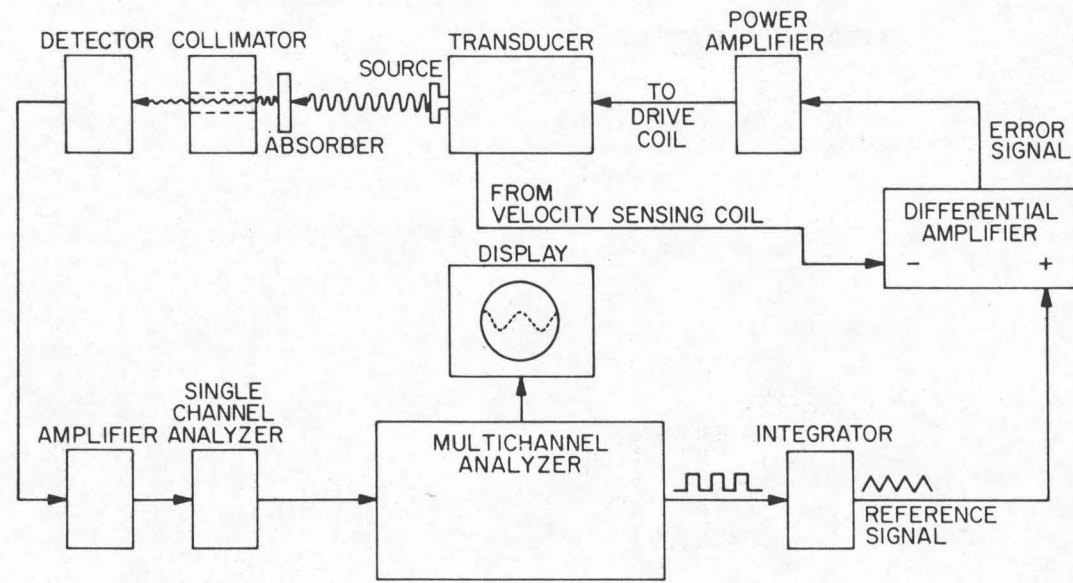 DETECTOR
COLLIMATOR
SOURCE
TRANSDUCER
POWER
AMPLIFIER
ABSORBER
TO
DRIVE
COIL
ERROR
SIGNAL
FROM
VELOCITY SENSING COIL
DIFFERENTIAL
AMPLIFIER
- +
DISPLAY
AMPLIFIER
SINGLE
CHANNEL
ANALYZER
MULTICHANNEL
ANALYZER
INTEGRATOR
REFERENCE
SIGNAL